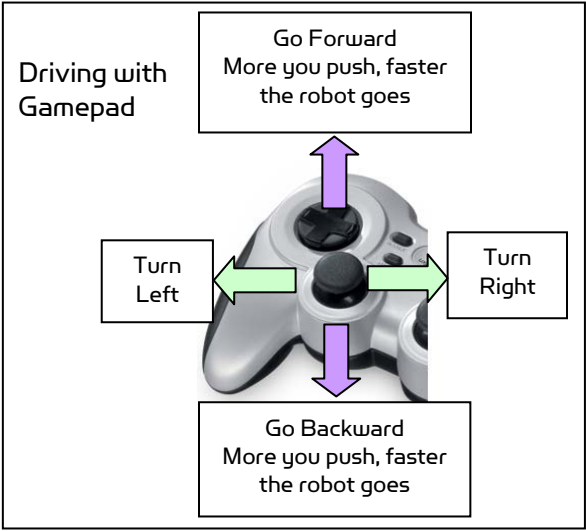 Driving with
Gamepad
Go Forward
More you push, faster
the robot goes
Turn
Left
Turn
Right
Go Backward
More you push, faster
the robot goes